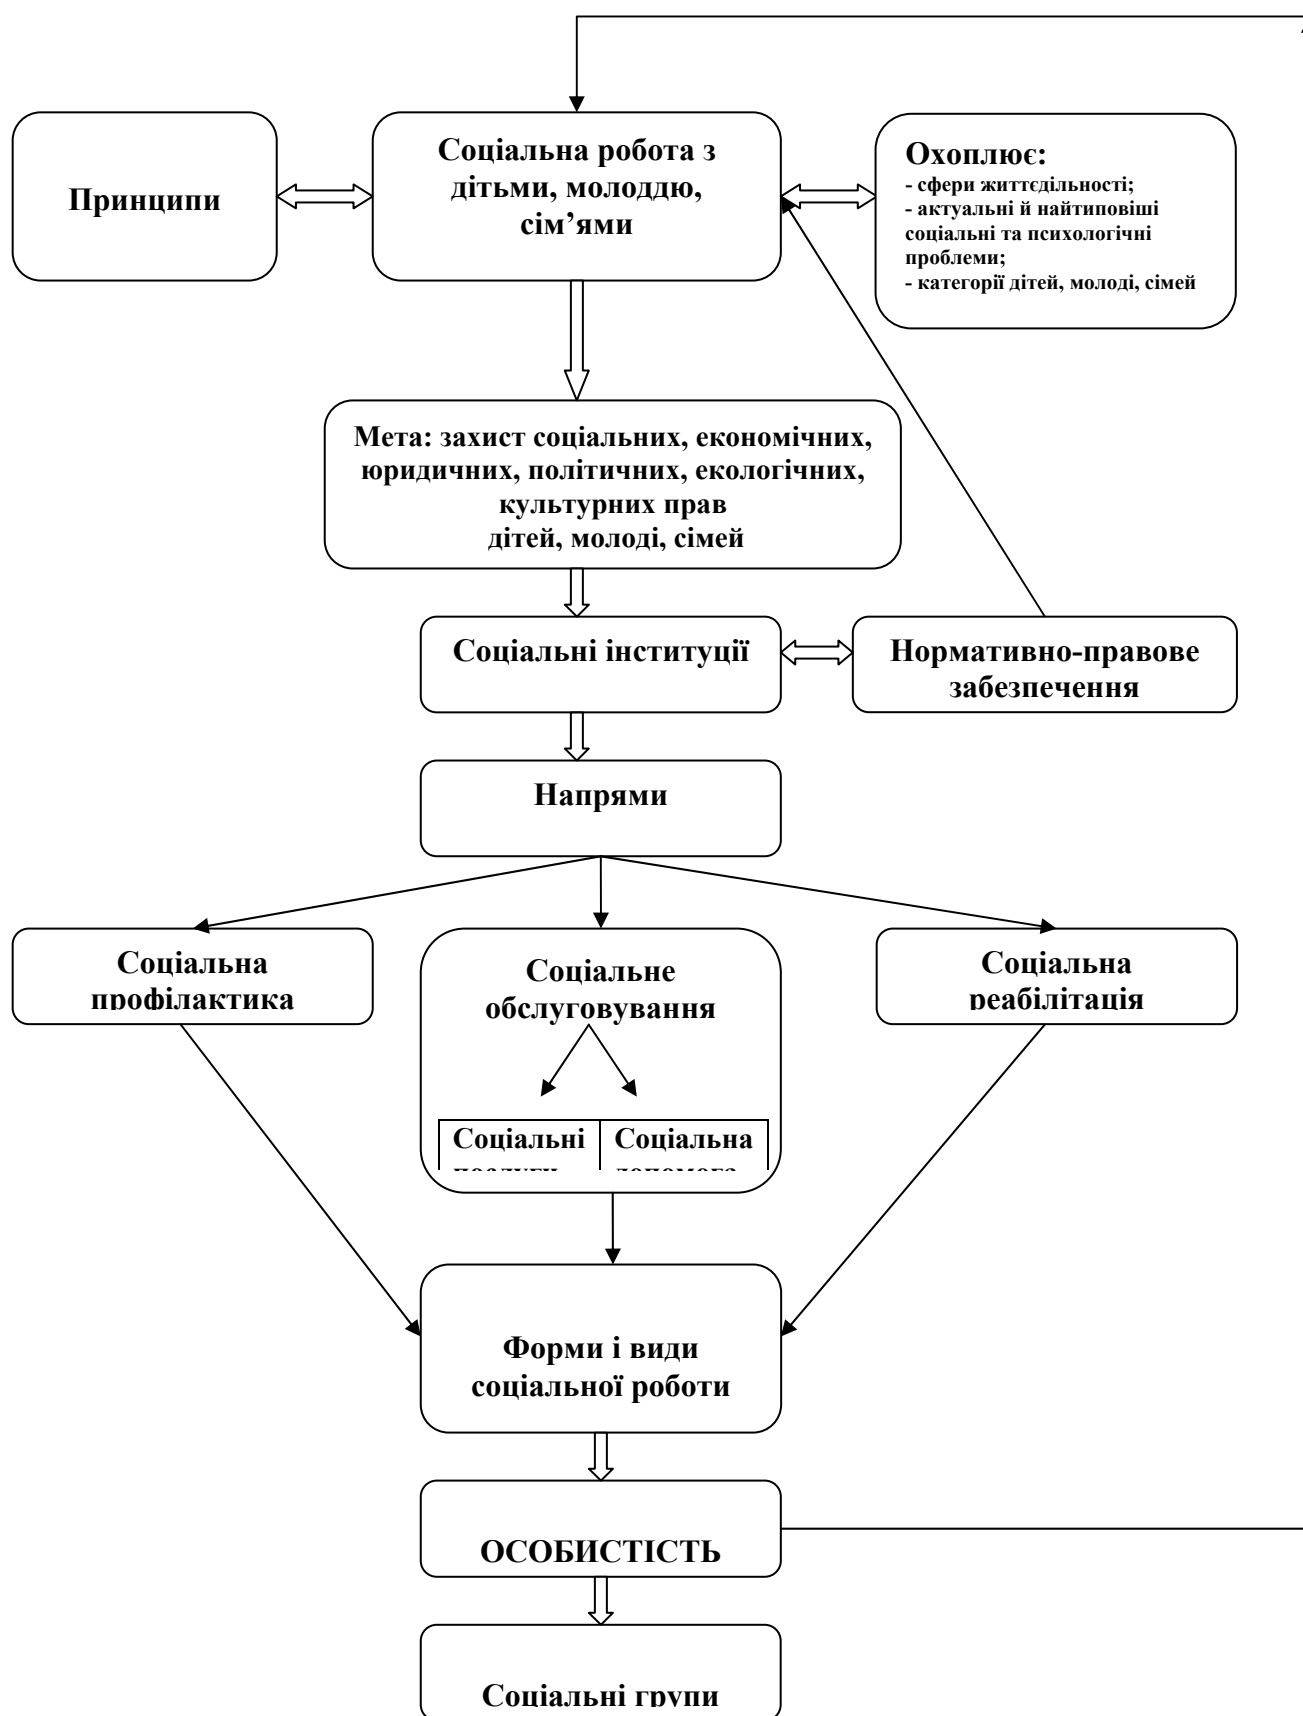 Принципи
Соціальна робота з
дітьми, молоддю,
сім’ями
Охоплює:
- сфери життєдільності;
- актуальні й найтиповіші
соціальні та психологічні
проблеми;
- категорії дітей, молоді, сімей
Мета: захист соціальних, економічних,
юридичних, політичних, екологічних,
культурних прав
дітей, молоді, сімей
Соціальні інституції
Нормативно-правове
забезпечення
Напрями
Соціальна
профілактика
Соціальне
обслуговування
Соціальна
реабілітація
Соціальні
послуги
Соціальна
допомога
Форми і види
соціальної роботи
ОСОБИСТІСТЬ
Соціальні групи